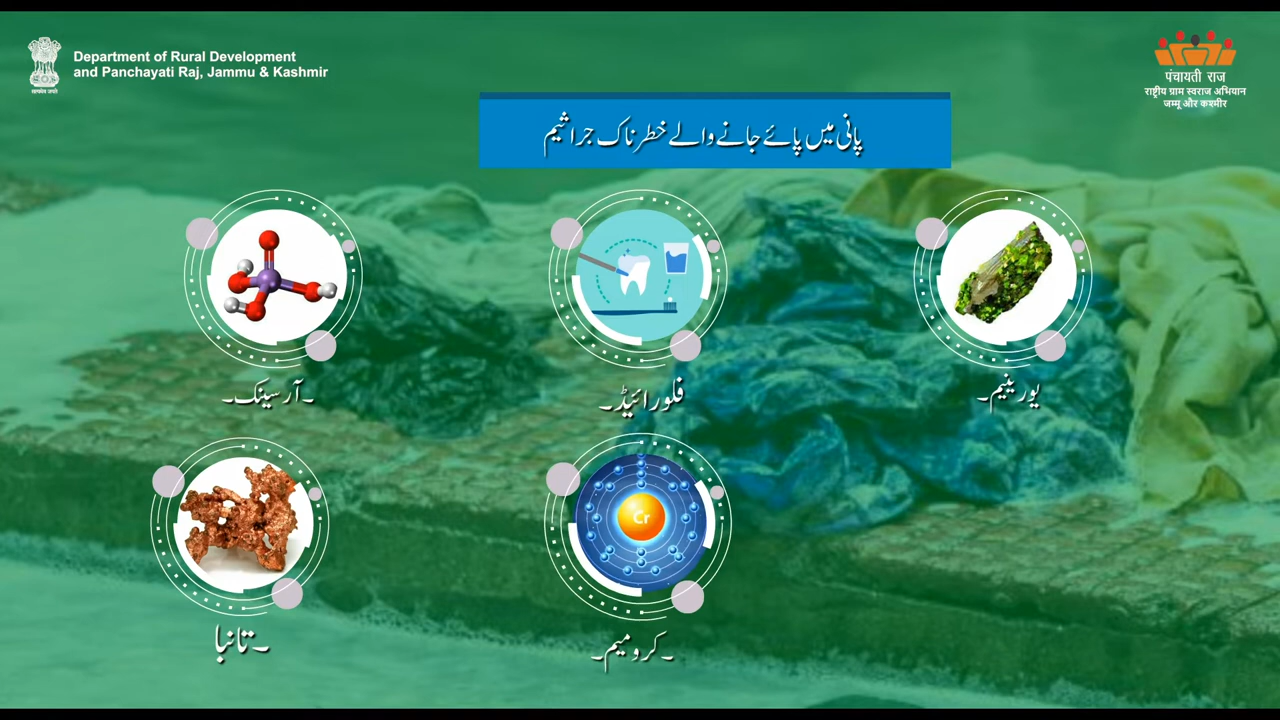 Department of Rural Development
and Panchayati Raj, Jammu & Kashmir
पंचायती राज
राष्ट्रीय ग्राम स्वराज अभियान
जम्मू और कश्मीर
پانی میں پائے جانے والے خطرناک جراثیم
۔آرسینک۔
فلورائیڈ۔
یورینیم۔
Cr
۔تانبا
۔کرومیم۔